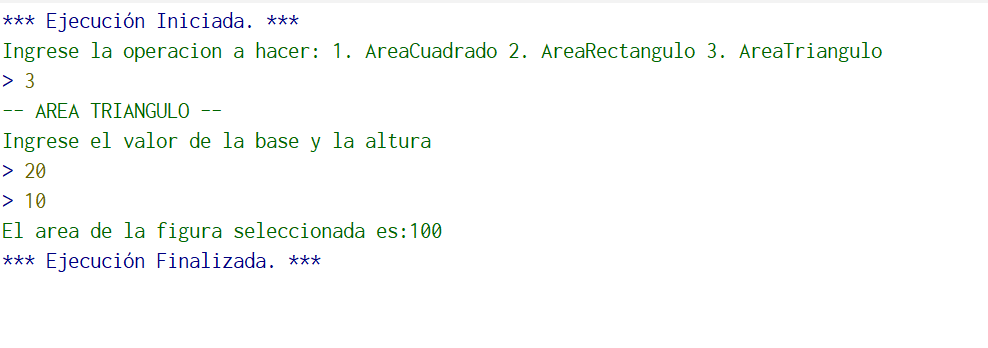 *** Ejecución Iniciada. ***
Ingrese la operacion a hacer: 1. AreaCuadrado 2. AreaRectangulo 3. AreaTriangulo
> 3
-- AREA TRIANGULO --
Ingrese el valor de la base y la altura
> 20
> 10
El area de la figura seleccionada es:100
*** Ejecución Finalizada. ***